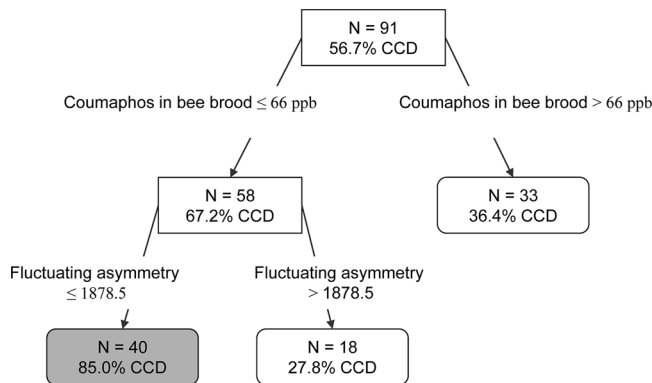 N = 91
56.7% CCD
Coumaphos in bee brood ≤ 66 ppb
Coumaphos in bee brood > 66 ppb
N = 58
67.2% CCD
N = 33
36.4% CCD
Fluctuating asymmetry
≤ 1878.5
Fluctuating asymmetry
> 1878.5
N = 40
85.0% CCD
N = 18
27.8% CCD